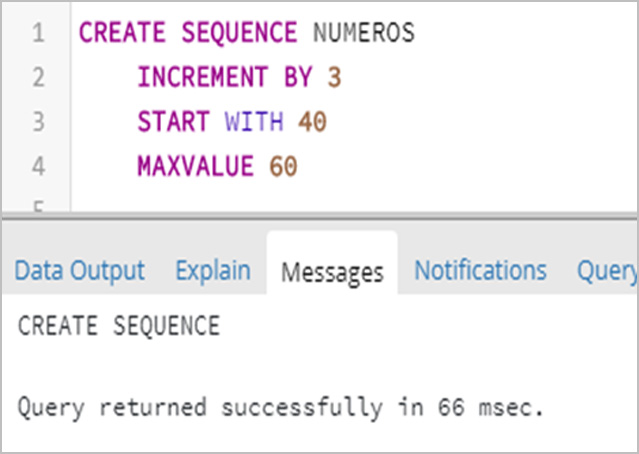 1 CREATE SEQUENCE NUMEROS
2 INCREMENT BY 3
3 START WITH 40
4 MAXVALUE 60
5
Data Output Explain Messages Notifications Query
CREATE SEQUENCE
Query returned successfully in 66 msec.